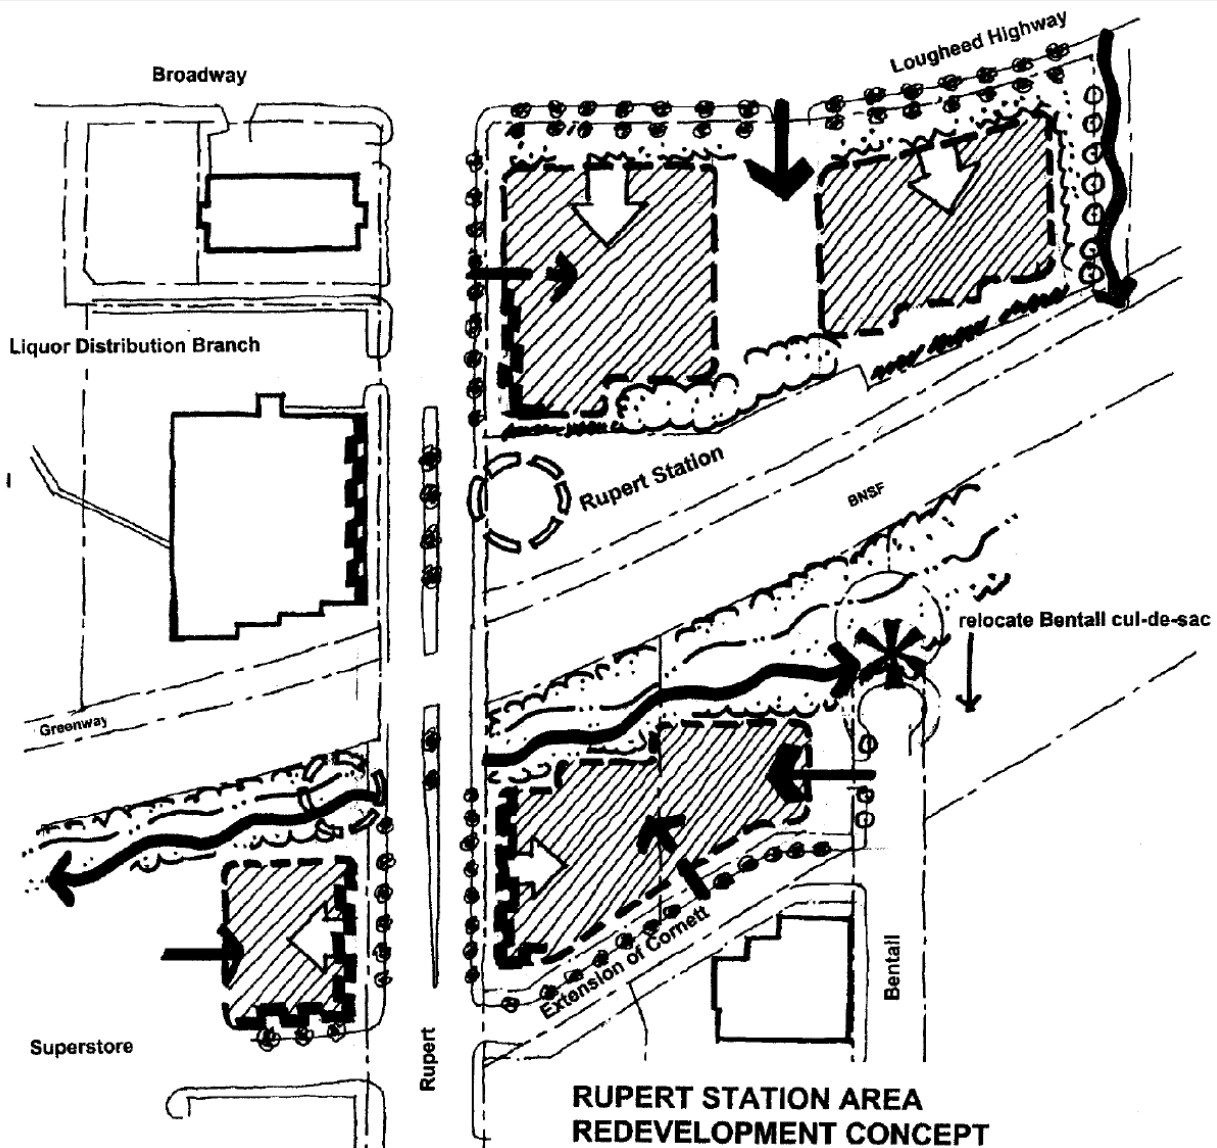 Lougheed Highway
Broadway
Liquor Distribution Branch
Rupert Station
BNSF
relocate Bentall cul-de-sac
Greenway
Extension of Cornett
Bentall
Superstore
Rupert
RUPERT STATION AREA
REDEVELOPMENT CONCEPT